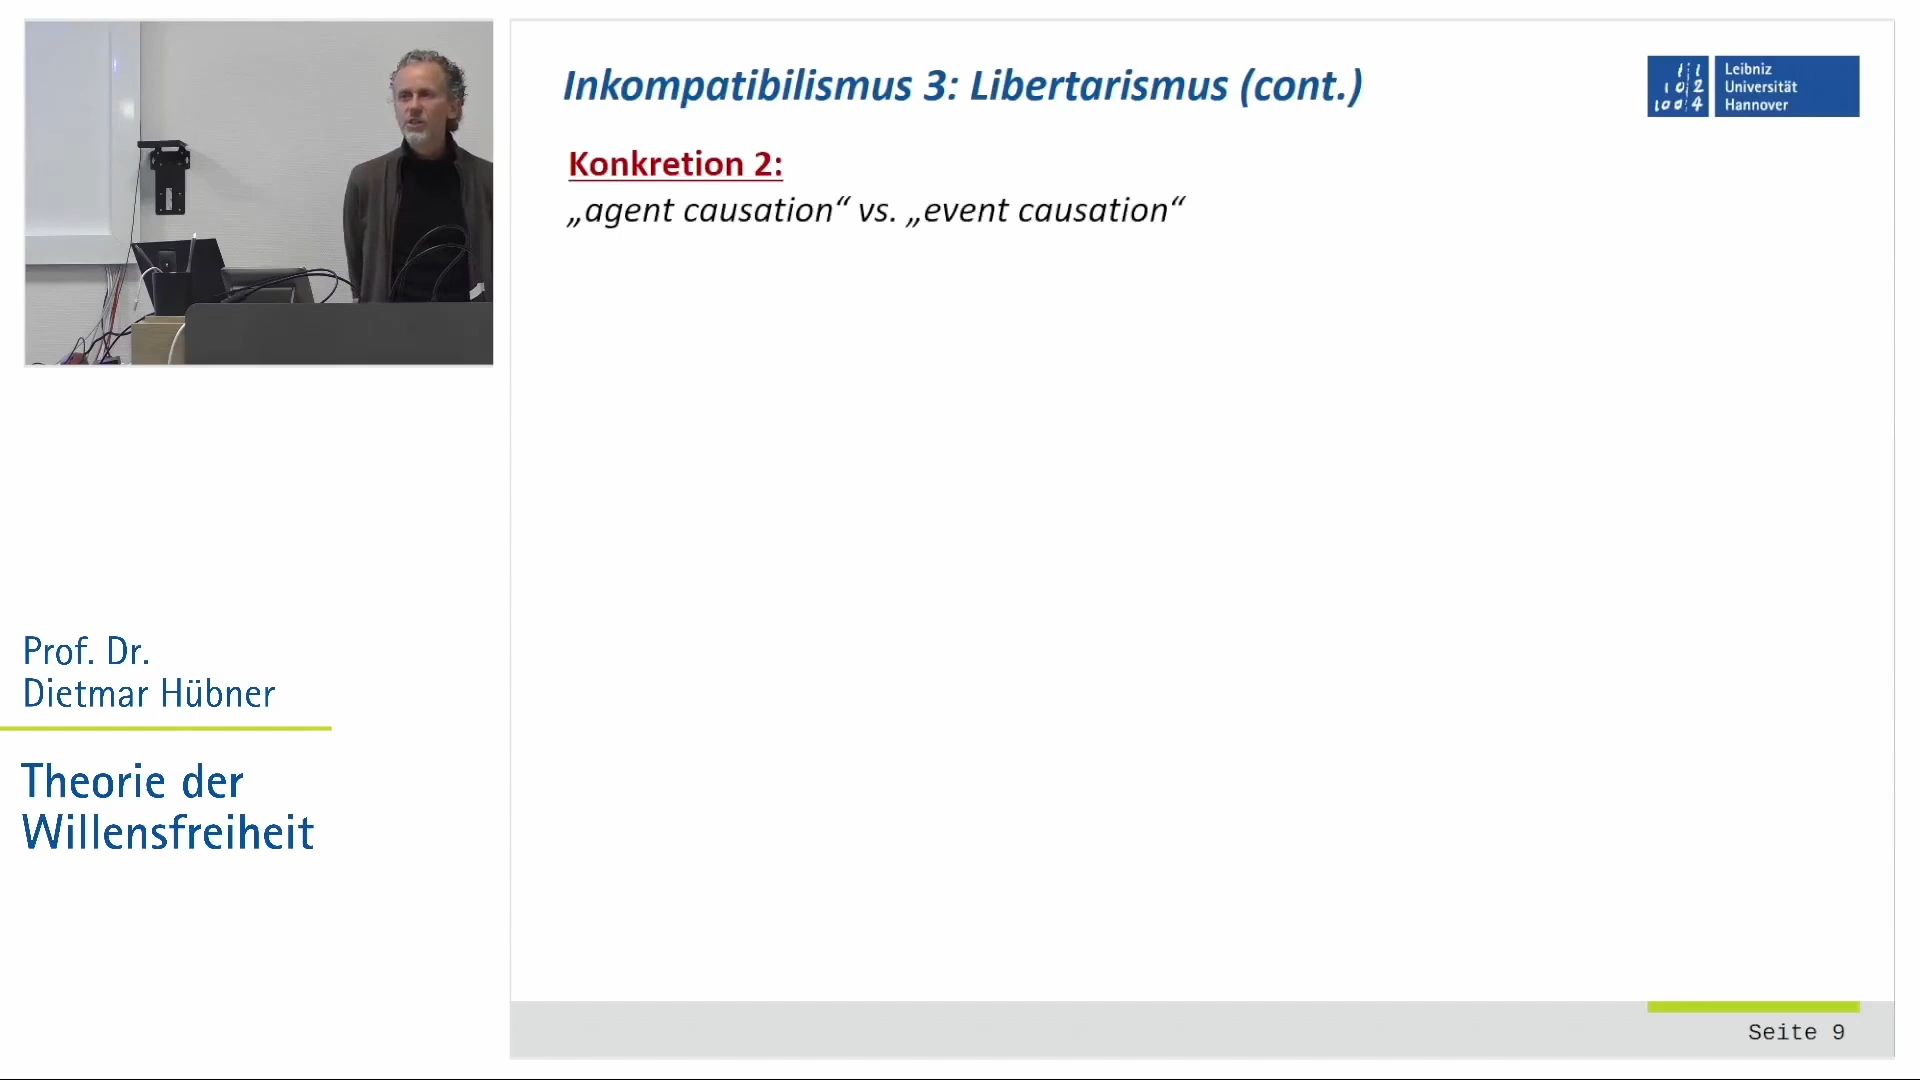 Inkompatibilismus 3: Libertarismus (cont.)
Leibniz
Universität
Hannover
Konkretion 2:
„agent causation“ vs. „event causation“
Prof. Dr.
Dietmar Hübner
Theorie der
Willensfreiheit
Seite 9